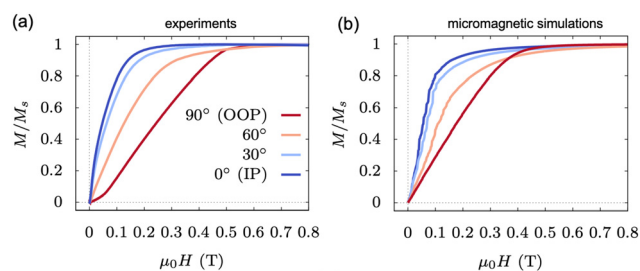 (a) experiments
1
0.8
0.6
0.4
0.2
0
M/Ms
90° (OOP)
60°
30°
0° (IP)
0 0.1 0.2 0.3 0.4 0.5 0.6 0.7 0.8
μ₀H (T)
(b) micromagnetic simulations
1
0.8
0.6
0.4
0.2
0
M/Ms
0 0.1 0.2 0.3 0.4 0.5 0.6 0.7 0.8
μ₀H (T)